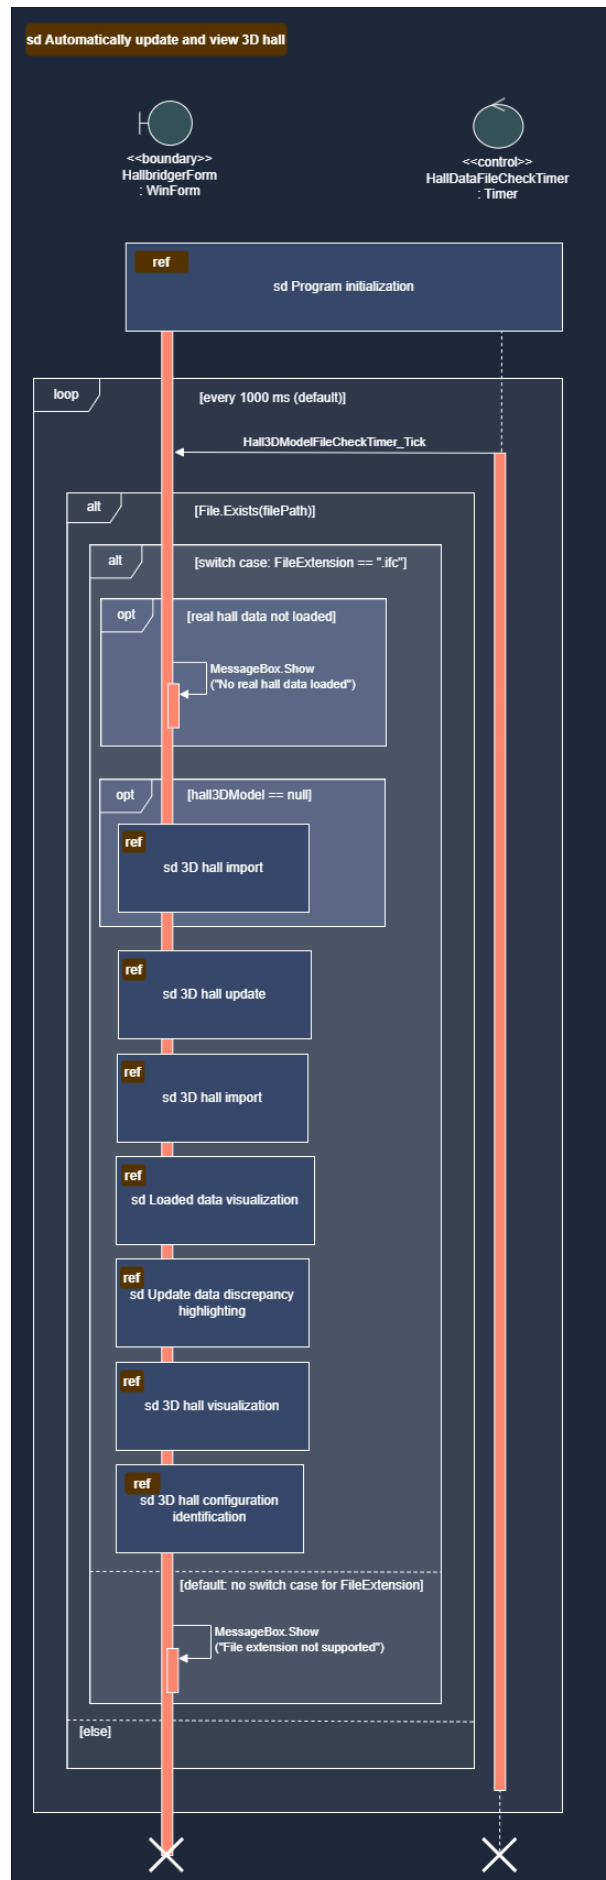 sd Automatically update and view 3D hall
<<boundary>>
HallbridgerForm
: WinForm
<<control>>
HallDataFileCheckTimer
: Timer
ref
sd Program initialization
loop
[every 1000 ms (default)]
Hall3DModelFileCheckTimer_Tick
alt
[File.Exists(filePath)]
alt
[switch case: FileExtension == ".ifc"]
opt
[real hall data not loaded]
MessageBox.Show
("No real hall data loaded")
opt
[hall3DModel == null]
ref
sd 3D hall import
ref
sd 3D hall update
ref
sd 3D hall import
ref
sd Loaded data visualization
ref
sd Update data discrepancy
highlighting
ref
sd 3D hall visualization
ref
sd 3D hall configuration
identification
[default: no switch case for FileExtension]
MessageBox.Show
("File extension not supported")
[else]